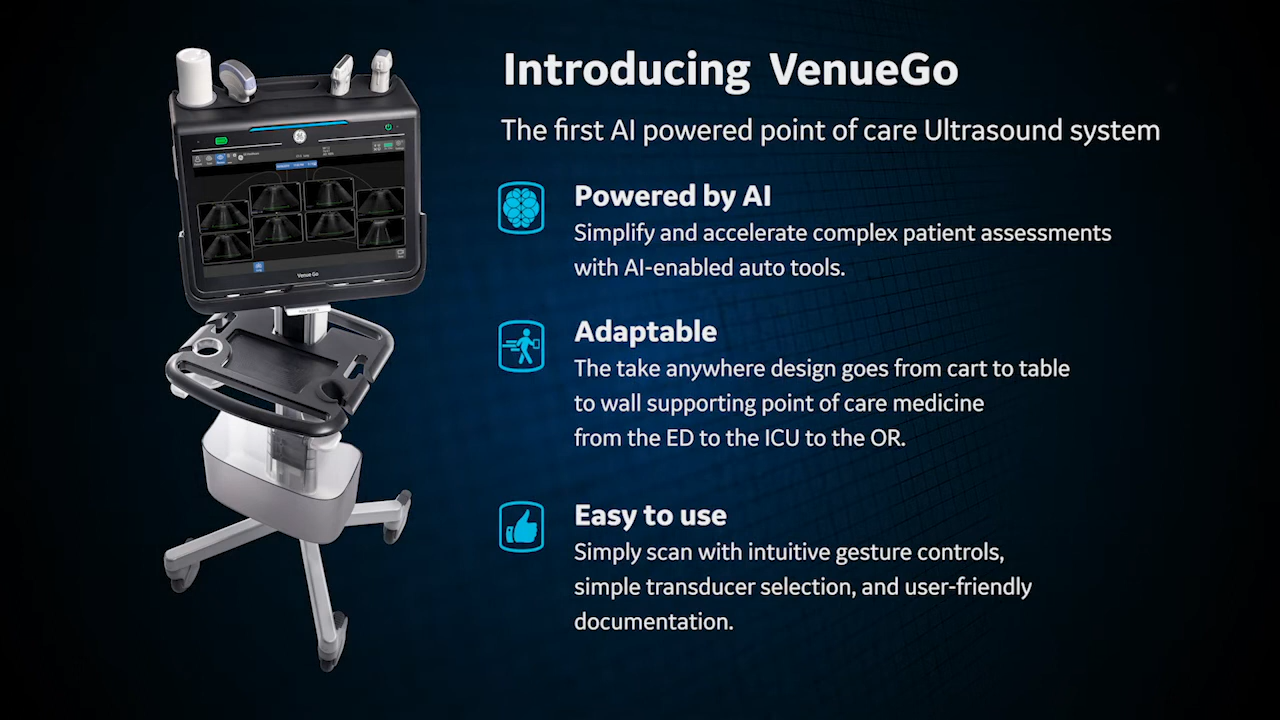 Introducing VenueGo
The first AI powered point of care Ultrasound system
Powered by AI
Simplify and accelerate complex patient assessments
with AI-enabled auto tools.
Adaptable
The take anywhere design goes from cart to table
to wall supporting point of care medicine
from the ED to the ICU to the OR.
Easy to use
Simply scan with intuitive gesture controls,
simple transducer selection, and user-friendly
documentation.
Venue Go